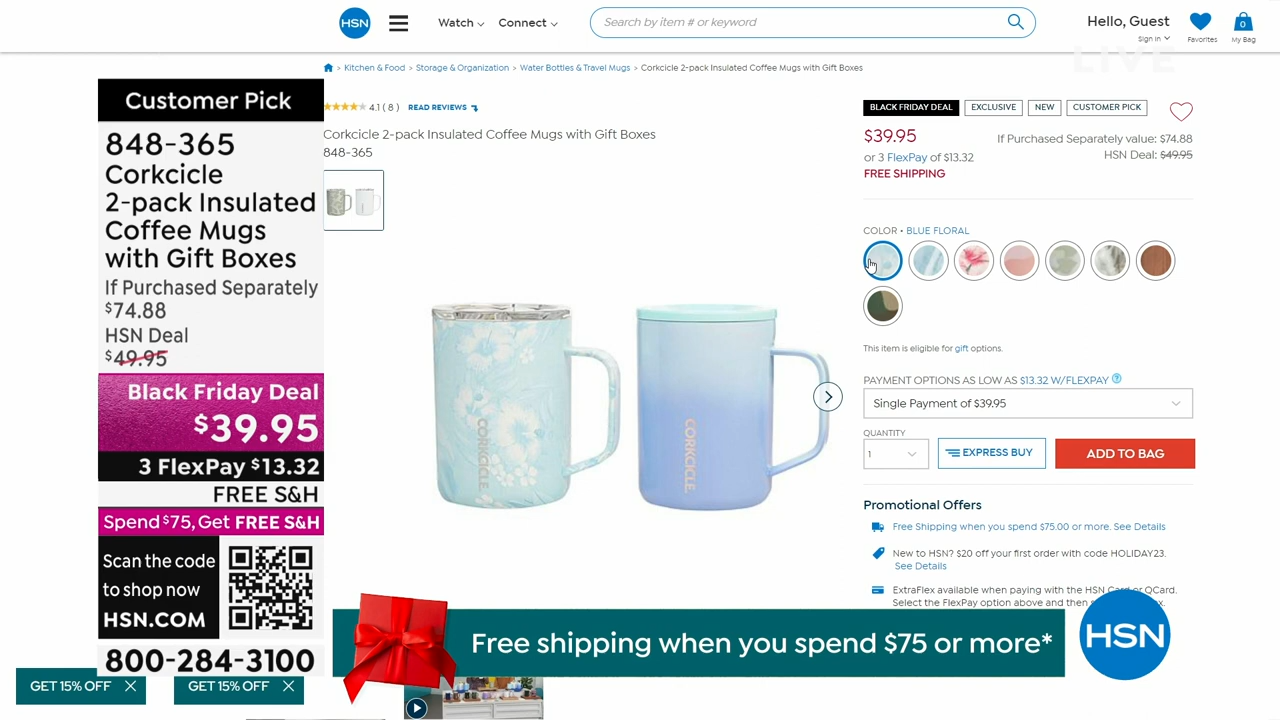 HSN
Watch
Connect
Search by item # or keyword
Hello, Guest
Sign in
Favorites
0
My Bag
LIVE
Kitchen & Food > Storage & Organization > Water Bottles & Travel Mugs > Corkcicle 2-pack Insulated Coffee Mugs with Gift Boxes
Customer Pick
848-365
Corkcicle
2-pack Insulated
Coffee Mugs
with Gift Boxes
If Purchased Separately
$74.88
HSN Deal
$49.95
Black Friday Deal
$39.95
3 FlexPay $13.32
FREE S&H
Spend $75, Get FREE S&H
Scan the code
to shop now
HSN.COM
800-284-3100
GET 15% OFF
GET 15% OFF
4.1 ( 8 ) READ REVIEWS
Corkcicle 2-pack Insulated Coffee Mugs with Gift Boxes
848-365
CORKCICLE
CORKCICLE.
BLACK FRIDAY DEAL
EXCLUSIVE
NEW
CUSTOMER PICK
$39.95
If Purchased Separately value: $74.88
or 3 FlexPay of $13.32
HSN Deal: $49.95
FREE SHIPPING
COLOR • BLUE FLORAL
This item is eligible for gift options.
PAYMENT OPTIONS AS LOW AS $13.32 W/FLEXPAY ?
Single Payment of $39.95
QUANTITY
1
EXPRESS BUY
ADD TO BAG
Promotional Offers
Free Shipping when you spend $75.00 or more. See Details
New to HSN? $20 off your first order with code HOLIDAY23.
See Details
ExtraFlex available when paying with the HSN Card or QCard.
Select the FlexPay option above and then
Free shipping when you spend $75 or more*
HSN